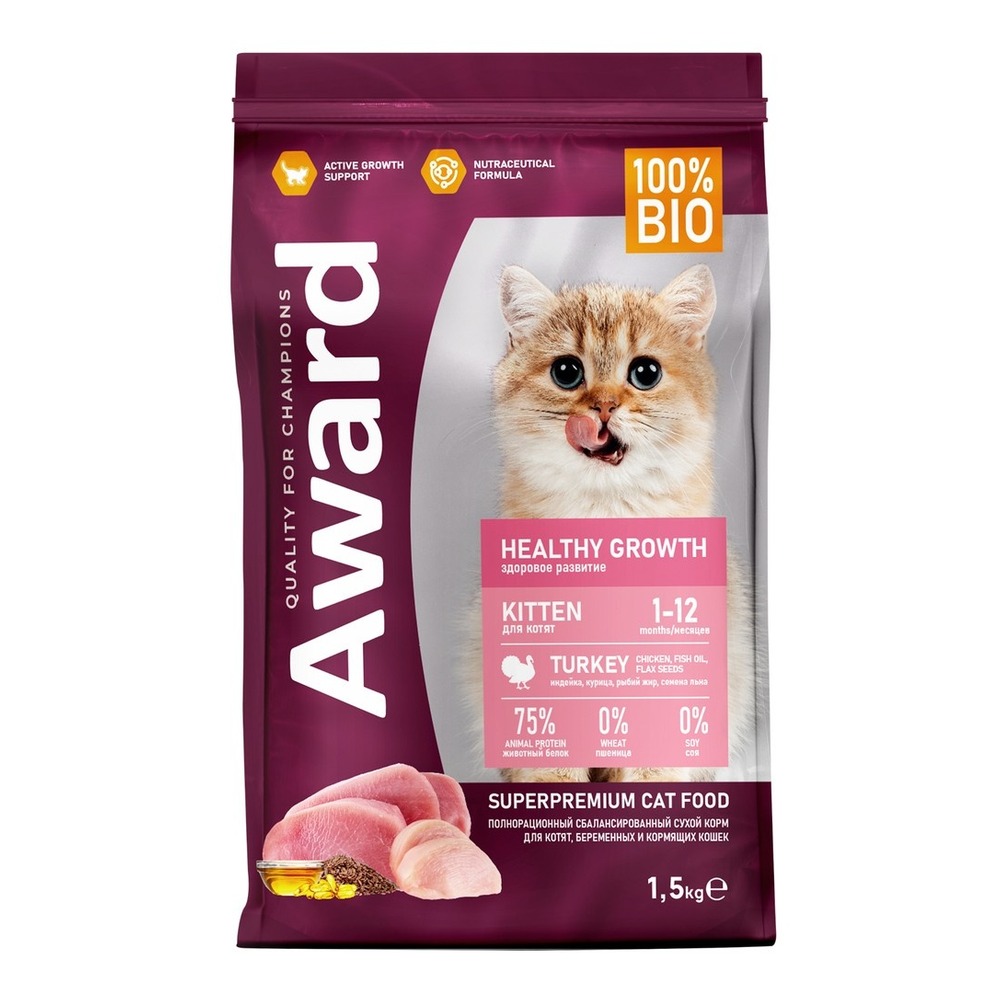 ACTIVE GROWTH
SUPPORT
NUTRACEUTICAL
FORMULA
100%
BIO
QUALITY FOR CHAMPIONS
Award
HEALTHY GROWTH
здоровое развитие
KITTEN
для котят
1-12
months/месяцев
TURKEY
CHICKEN, FISH OIL,
FLAX SEEDS
индейка, курица, рыбий жир, семена льна
75%
ANIMAL PROTEIN
животный белок
0%
WHEAT
пшеница
0%
SOY
соя
SUPERPREMIUM CAT FOOD
ПОЛНОРАЦИОННЫЙ СБАЛАНСИРОВАННЫЙ СУХОЙ КОРМ
ДЛЯ КОТЯТ, БЕРЕМЕННЫХ И КОРМЯЩИХ КОШЕК
1,5kg℮